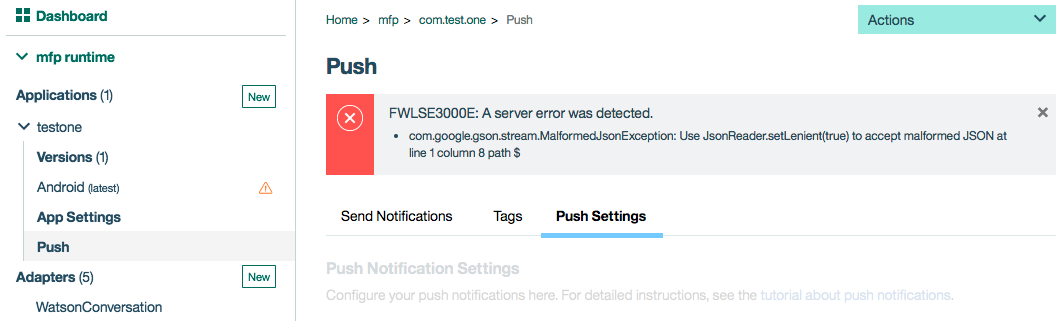 Dashboard
mfp runtime
Applications (1)
New
testone
Versions (1)
Android (latest)
App Settings
Push
Adapters (5)
New
WatsonConversation
Home > mfp > com.test.one > Push
Actions
Push
FWLSE3000E: A server error was detected.
• com.google.gson.stream.MalformedJsonException: Use JsonReader.setLenient(true) to accept malformed JSON at
line 1 column 8 path $
Send Notifications
Tags
Push Settings
Push Notification Settings
Configure your push notifications here. For detailed instructions, see the tutorial about push notifications.